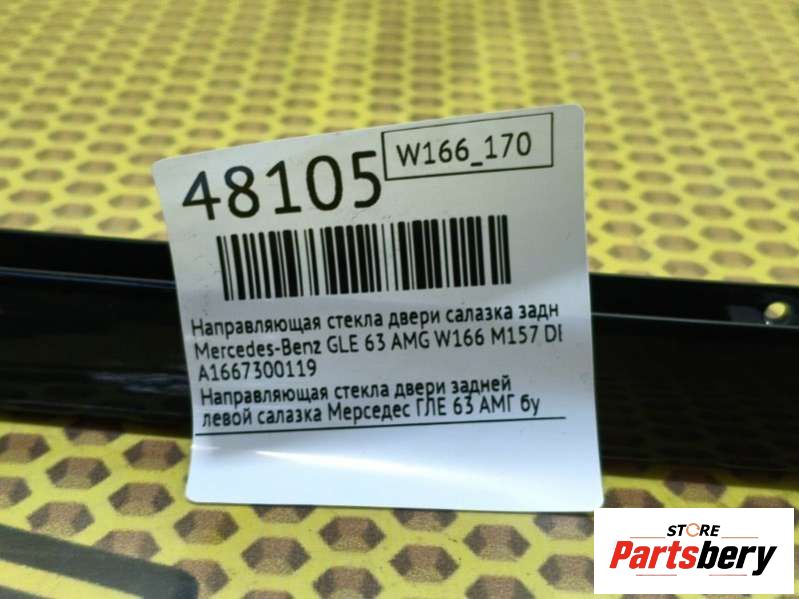 48105
W166_170
Направляющая стекла двери салазка задн
Mercedes-Benz GLE 63 AMG W166 M157 DE
A1667300119
Направляющая стекла двери задней
левой салазка Мерседес ГЛЕ 63 АМГ бу
STORE
Partsbery